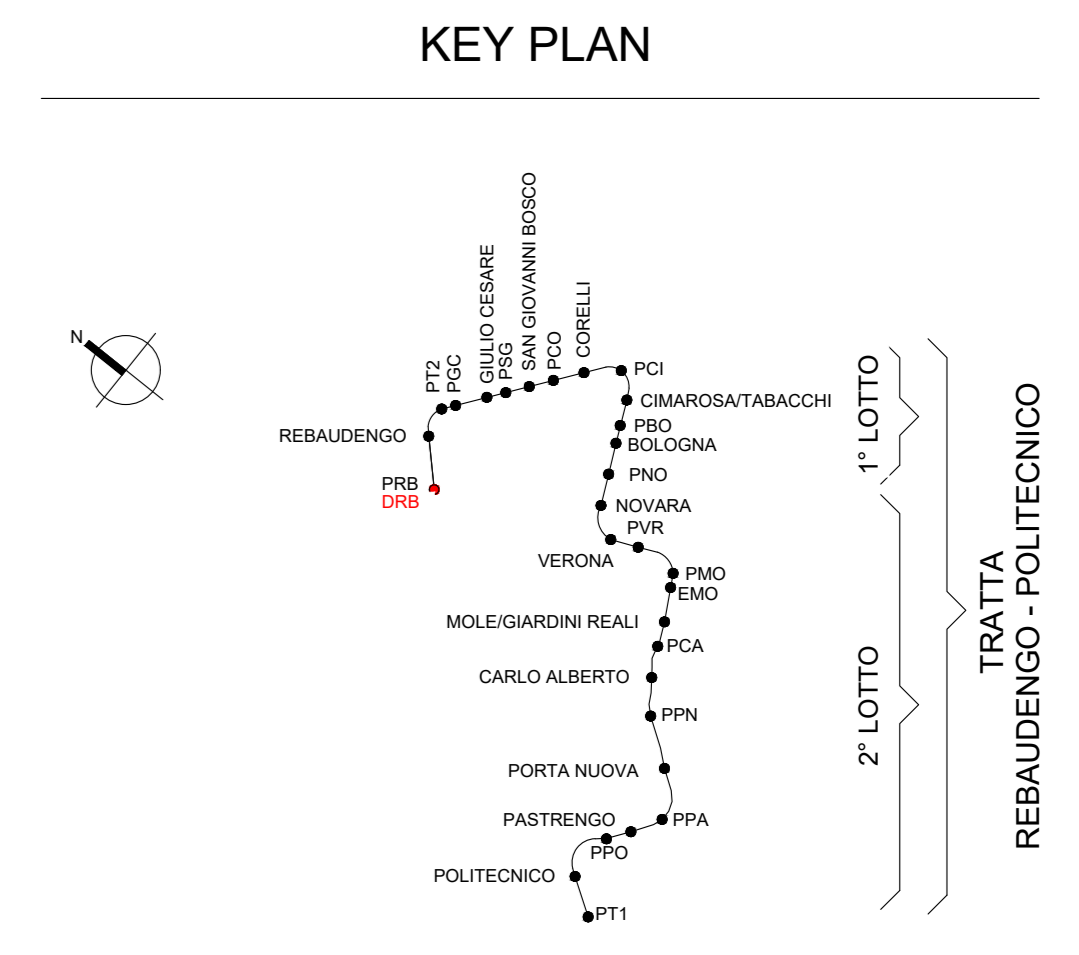 KEY PLAN
N
PT2
PGC
GIULIO CESARE
PSG
SAN GIOVANNI BOSCO
PCO
CORELLI
PCI
CIMAROSA/TABACCHI
REBAUDENGO
PBO
BOLOGNA
PRB
DRB
PNO
NOVARA
PVR
VERONA
PMO
EMO
MOLE/GIARDINI REALI
PCA
CARLO ALBERTO
PPN
PORTA NUOVA
PASTRENGO
PPA
PPO
POLITECNICO
PT1
1° LOTTO
2° LOTTO
TRATTA
REBAUDENGO - POLITECNICO